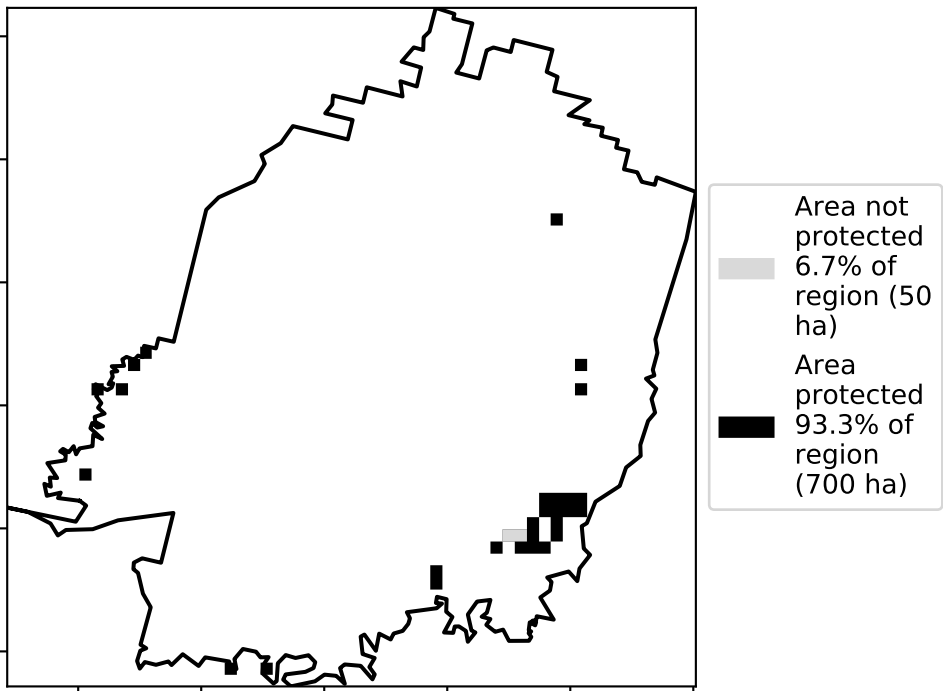 Area not
protected
6.7% of
region (50
ha)
Area
protected
93.3% of
region
(700 ha)